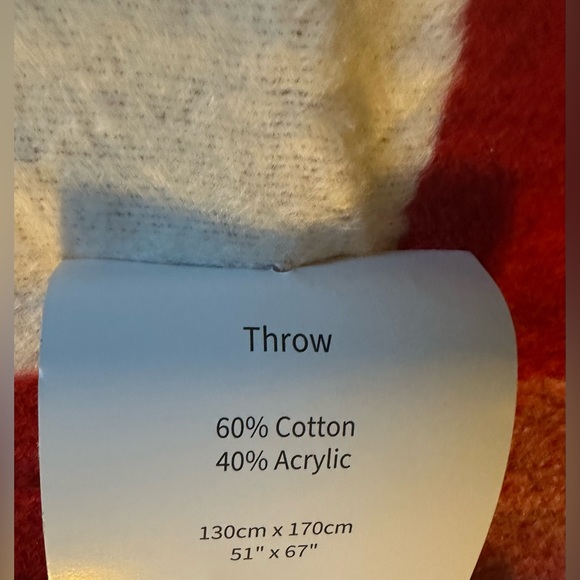 Throw
60% Cotton
40% Acrylic
130cm x 170cm
51" x 67"